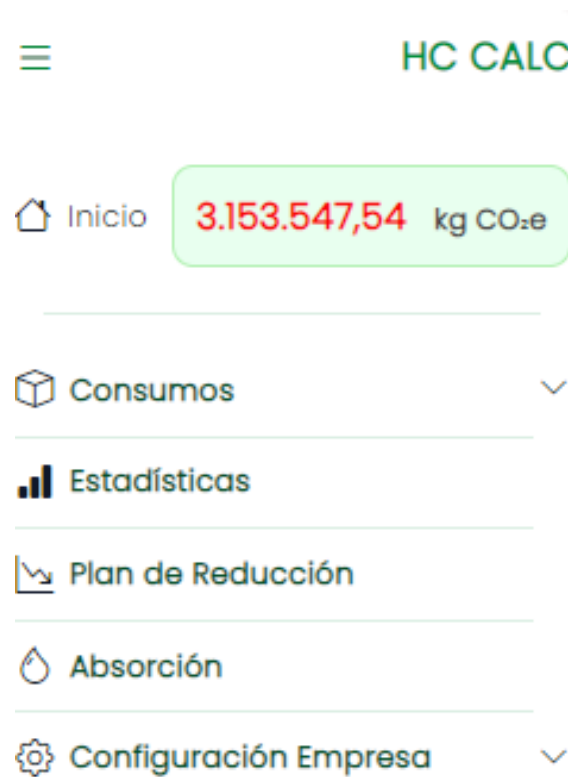 HC CALC
Inicio 3.153.547,54 kg CO₂e
Consumos
Estadísticas
Plan de Reducción
Absorción
Configuración Empresa